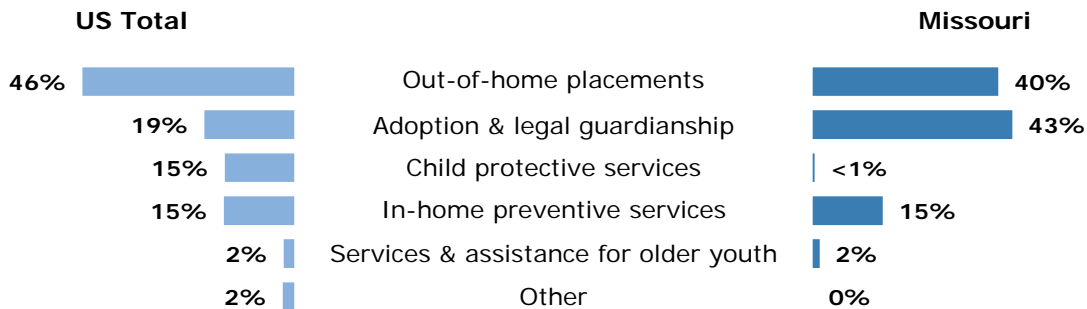 US Total Missouri
46% Out-of-home placements 40%
19% Adoption & legal guardianship 43%
15% Child protective services <1%
15% In-home preventive services 15%
2% Services & assistance for older youth 2%
2% Other 0%